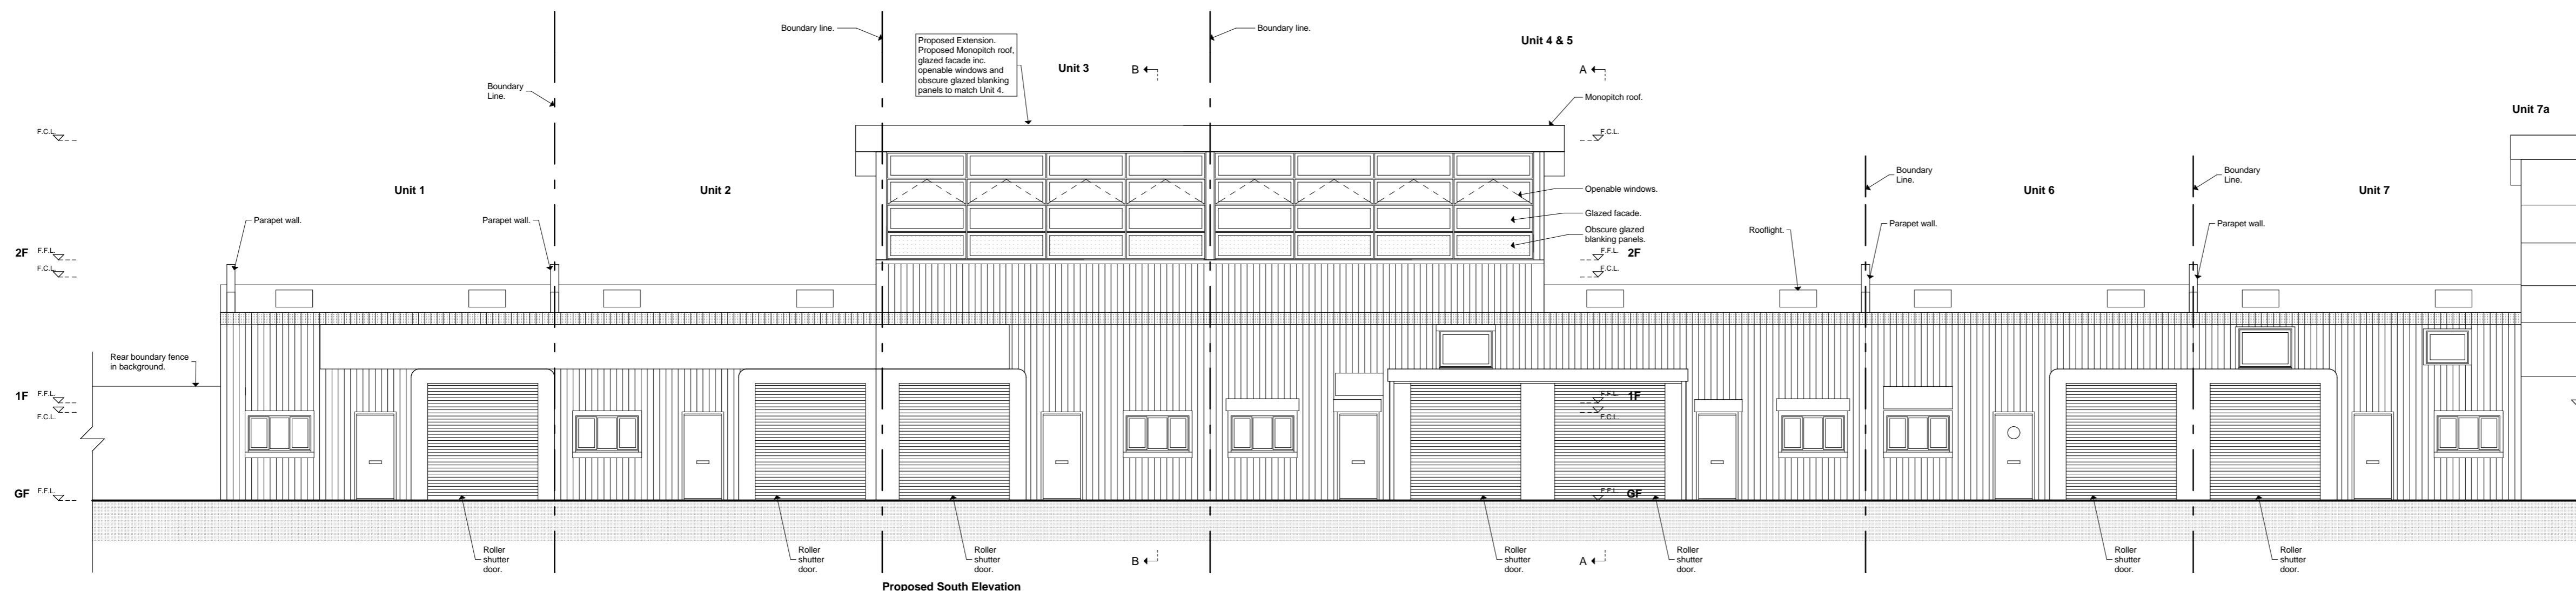 Boundary line.
Boundary line.
Unit 4 & 5
Proposed Extension.
Proposed Monopitch roof,
glazed facade inc.
openable windows and
obscure glazed blanking
panels to match Unit 4.
Unit 3
B
A
Boundary
Line.
Monopitch roof.
Unit 7a
F.C.L.
F.C.L.
Unit 1
Unit 2
Openable windows.
Boundary
Line.
Unit 6
Boundary
Line.
Unit 7
Parapet wall.
Parapet wall.
Glazed facade.
Obscure glazed
blanking panels.
Rooflight.
Parapet wall.
Parapet wall.
2F
F.F.L.
F.C.L.
F.F.L.
2F
F.C.L.
Rear boundary fence
in background.
1F
F.F.L.
F.C.L.
F.F.L.
1F
F.C.L.
GF
F.F.L.
F.F.L.
GF
Roller
shutter
door.
Roller
shutter
door.
Roller
shutter
door.
B
Roller
shutter
door.
A
Roller
shutter
door.
Roller
shutter
door.
Roller
shutter
door.
Proposed South Elevation